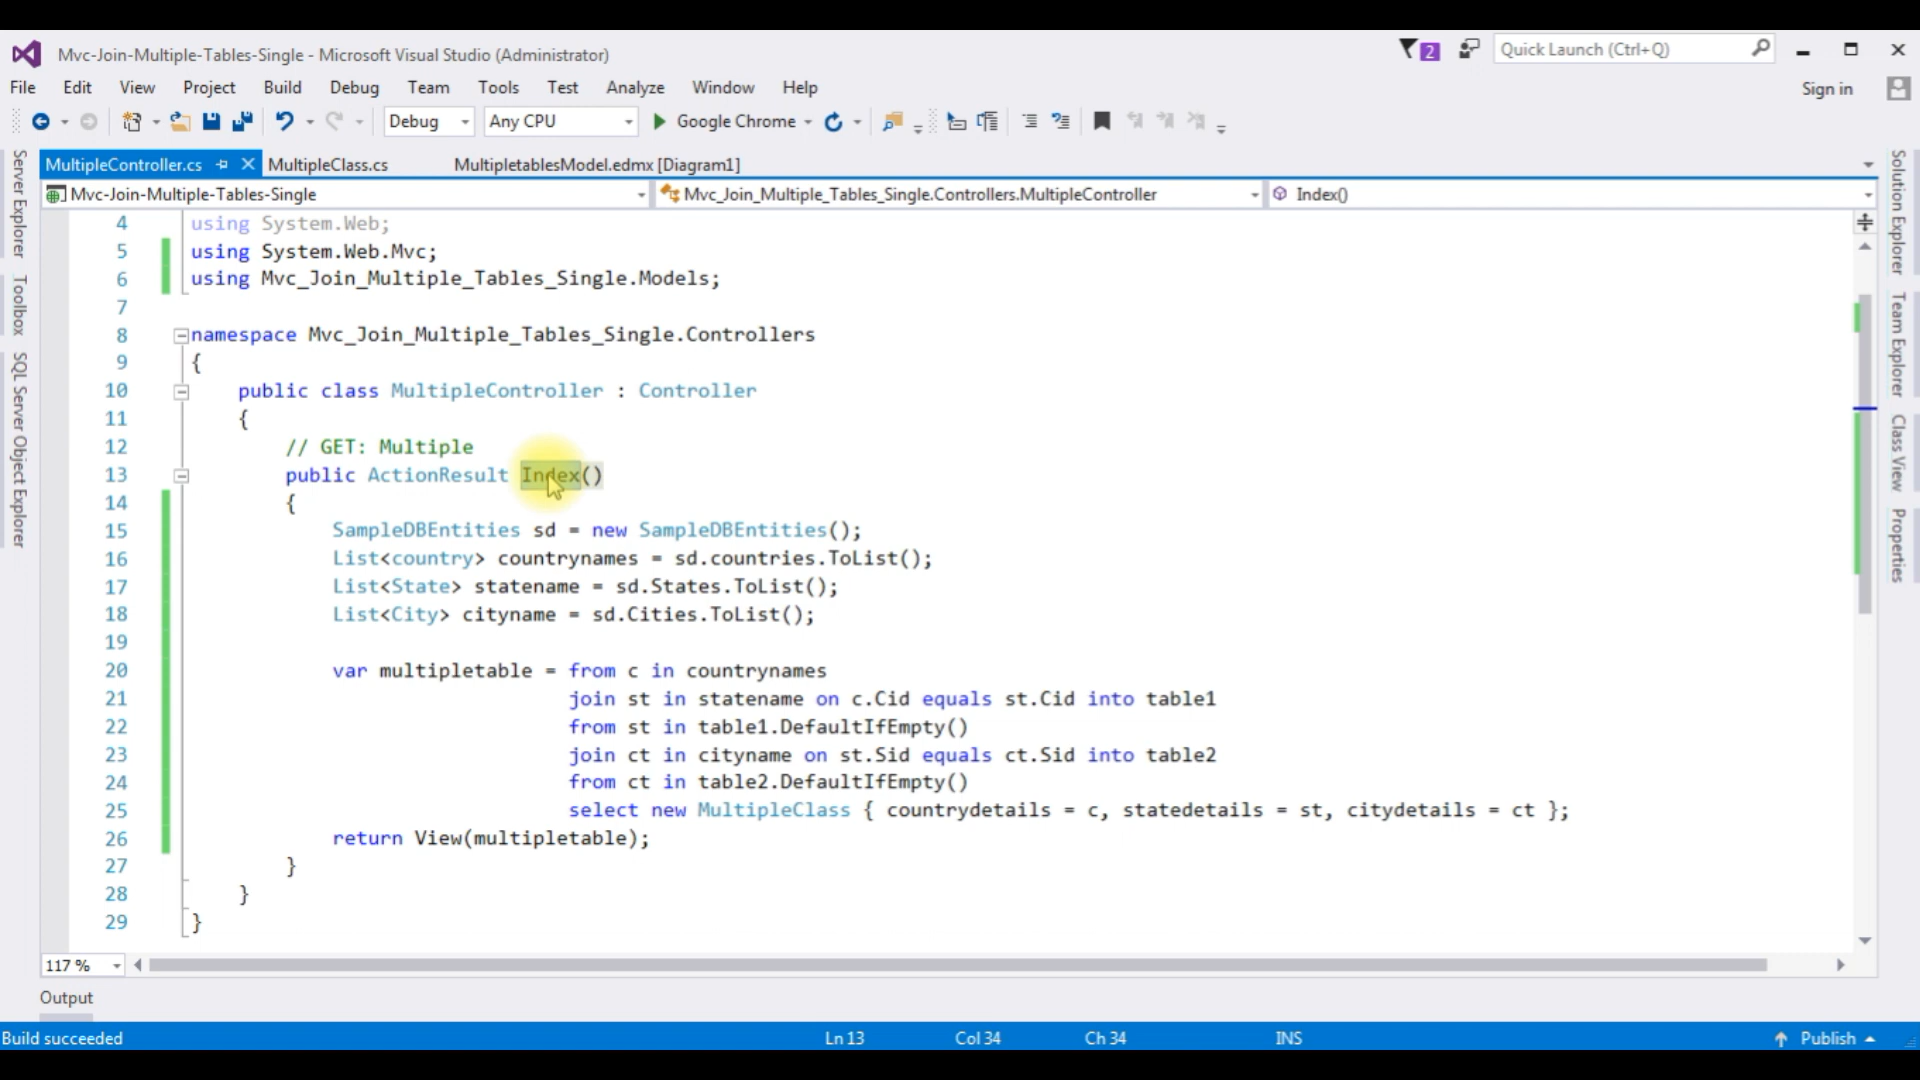 Mvc-Join-Multiple-Tables-Single - Microsoft Visual Studio (Administrator)
2
Quick Launch (Ctrl+Q)
File Edit View Project Build Debug Team Tools Test Analyze Window Help
Sign in
Debug Any CPU Google Chrome
MultipleController.cs MultipleClass.cs MultipletablesModel.edmx [Diagram1]
Mvc-Join-Multiple-Tables-Single Mvc_Join_Multiple_Tables_Single.Controllers.MultipleController Index()
Server Explorer
Toolbox
SQL Server Object Explorer
4 using System.Web;
5 using System.Web.Mvc;
6 using Mvc_Join_Multiple_Tables_Single.Models;
7
8 namespace Mvc_Join_Multiple_Tables_Single.Controllers
9 {
10 public class MultipleController : Controller
11 {
12 // GET: Multiple
13 public ActionResult Index()
14 {
15 SampleDBEntities sd = new SampleDBEntities();
16 List<country> countrynames = sd.countries.ToList();
17 List<State> statename = sd.States.ToList();
18 List<City> cityname = sd.Cities.ToList();
19
20 var multipletable = from c in countrynames
21 join st in statename on c.Cid equals st.Cid into table1
22 from st in table1.DefaultIfEmpty()
23 join ct in cityname on st.Sid equals ct.Sid into table2
24 from ct in table2.DefaultIfEmpty()
25 select new MultipleClass { countrydetails = c, statedetails = st, citydetails = ct };
26 return View(multipletable);
27 }
28 }
29 }
Solution Explorer
Team Explorer
Class View
Properties
117 %
Output
Build succeeded Ln 13 Col 34 Ch 34 INS Publish